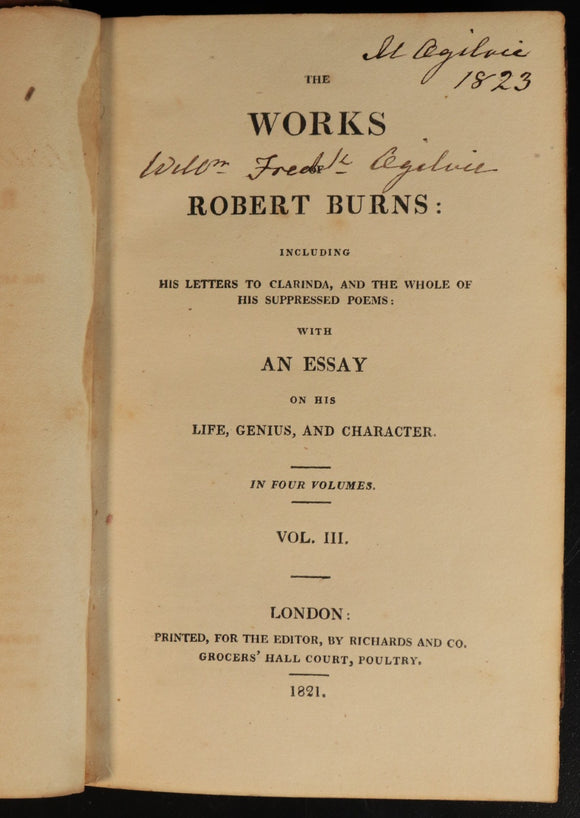 M Ogilvie
1823
THE
WORKS
Willm Fredk Ogilvie
OF
ROBERT BURNS:
INCLUDING
HIS LETTERS TO CLARINDA, AND THE WHOLE OF
HIS SUPPRESSED POEMS:
WITH
AN ESSAY
ON HIS
LIFE, GENIUS, AND CHARACTER.
IN FOUR VOLUMES.
VOL. III.
LONDON:
PRINTED, FOR THE EDITOR, BY RICHARDS AND CO.
GROCERS' HALL COURT, POULTRY.
1821.